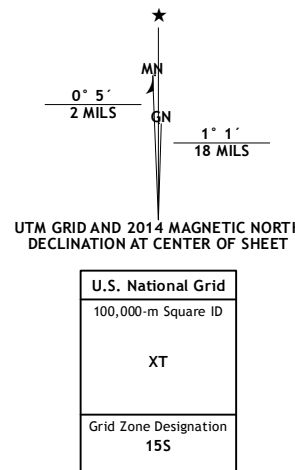 ★
MN
0° 5´
2 MILS
GN
1° 1´
18 MILS
UTM GRID AND 2014 MAGNETIC NORTH
DECLINATION AT CENTER OF SHEET
U.S. National Grid
100,000-m Square ID
XT
Grid Zone Designation
15S